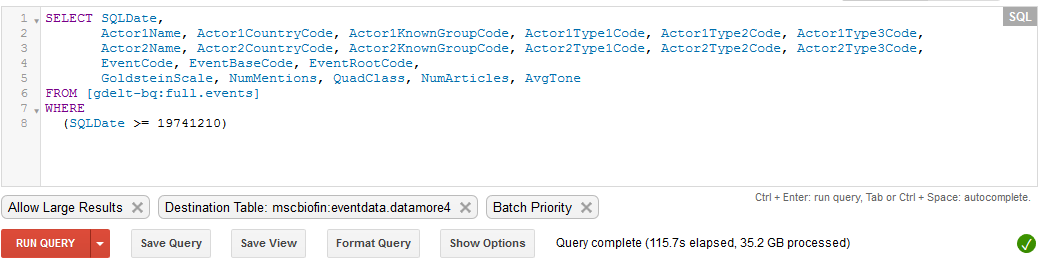 1 SELECT SQLDate,
2 Actor1Name, Actor1CountryCode, Actor1KnownGroupCode, Actor1Type1Code, Actor1Type2Code, Actor1Type3Code,
3 Actor2Name, Actor2CountryCode, Actor2KnownGroupCode, Actor2Type1Code, Actor2Type2Code, Actor2Type3Code,
4 EventCode, EventBaseCode, EventRootCode,
5 GoldsteinScale, NumMentions, QuadClass, NumArticles, AvgTone
6 FROM [gdelt-bq:full.events]
7 WHERE
8 (SQLDate >= 19741210)
SQL
Ctrl + Enter: run query, Tab or Ctrl + Space: autocomplete.
Allow Large Results Destination Table: mscbiofin:eventdata.datamore4 Batch Priority
RUN QUERY Save Query Save View Format Query Show Options Query complete (115.7s elapsed, 35.2 GB processed)